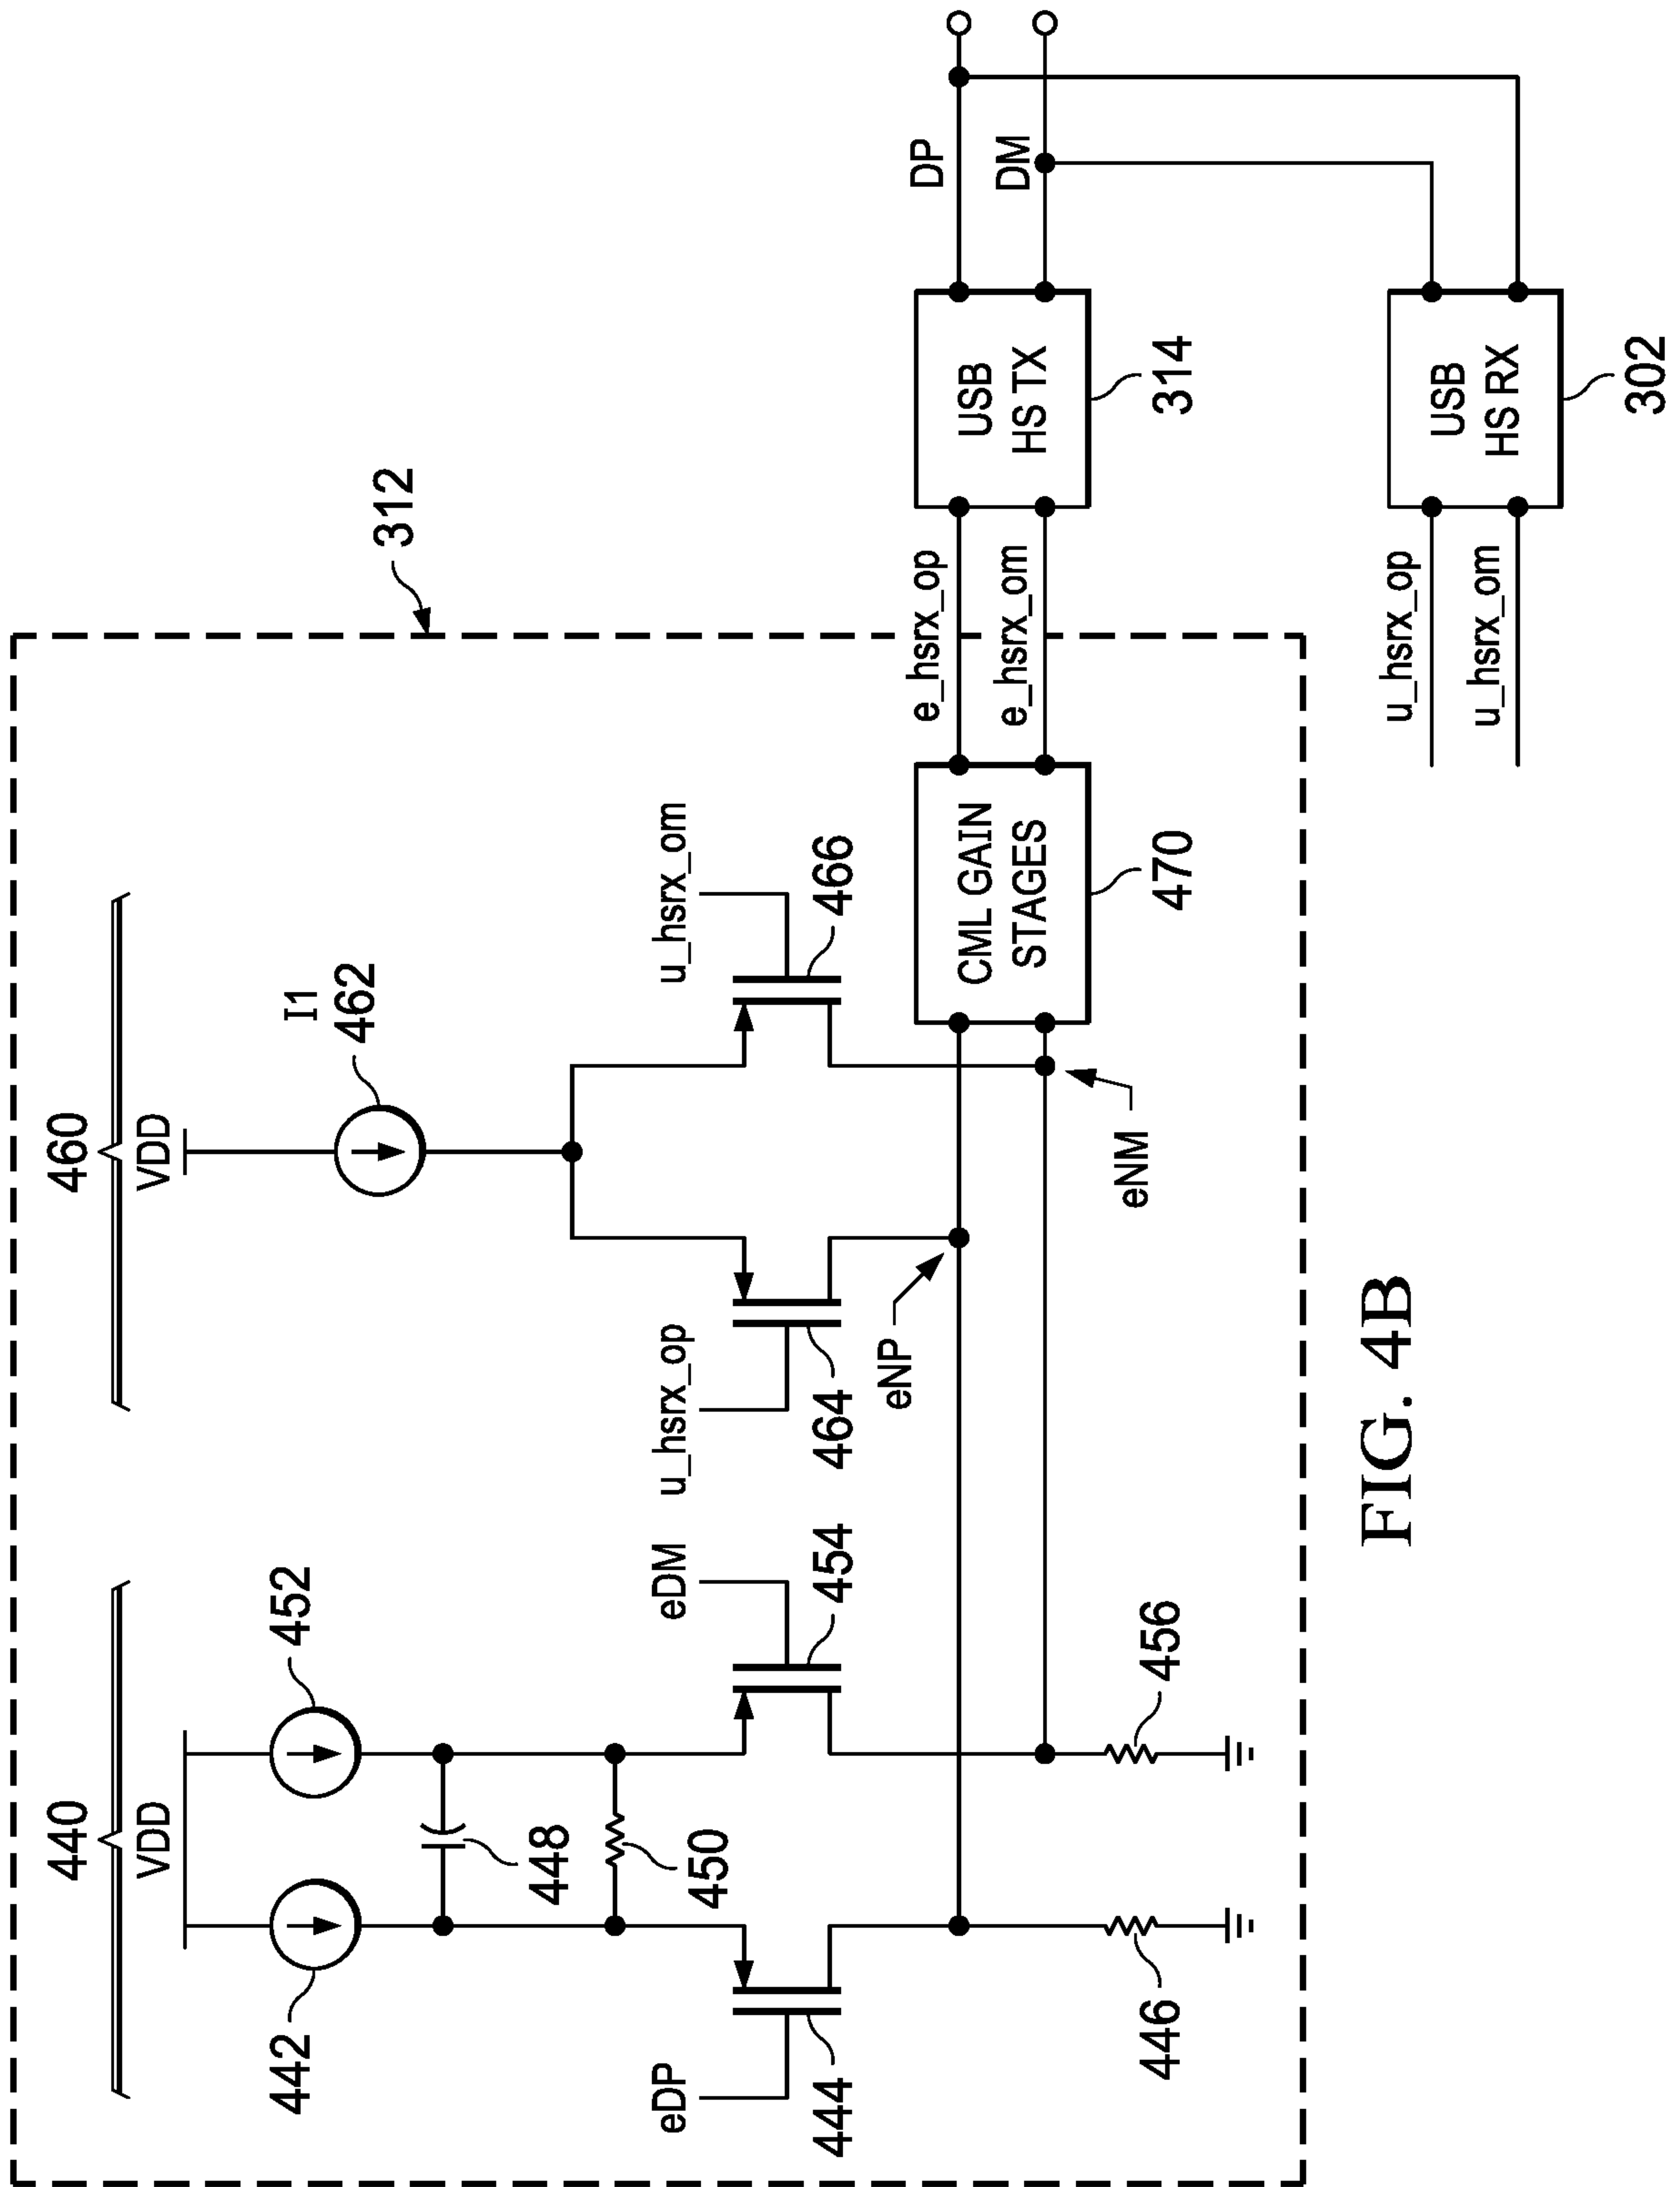 440
VDD
442
452
448
450
eDP
444
eDM
454
446
456
460
VDD
I1
462
u_hsrx_op
464
u_hsrx_om
466
eNP
eNM
312
CML GAIN
STAGES
470
e_hsrx_op
e_hsrx_om
USB
HS TX
314
DP
DM
u_hsrx_op
u_hsrx_om
USB
HS RX
302
FIG. 4B